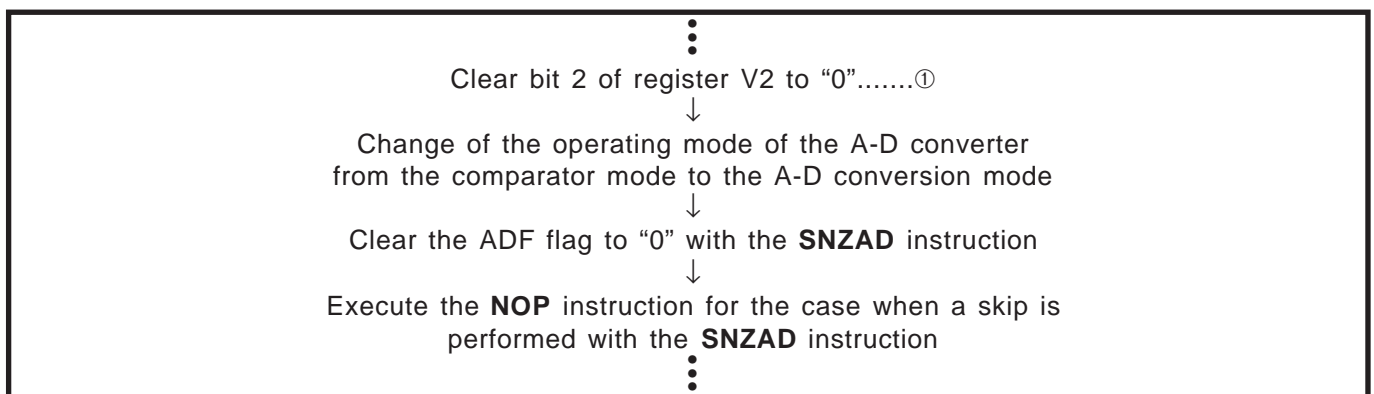 Clear bit 2 of register V2 to “0”.......①
↓
Change of the operating mode of the A-D converter
from the comparator mode to the A-D conversion mode
↓
Clear the ADF flag to “0” with the SNZAD instruction
↓
Execute the NOP instruction for the case when a skip is
performed with the SNZAD instruction